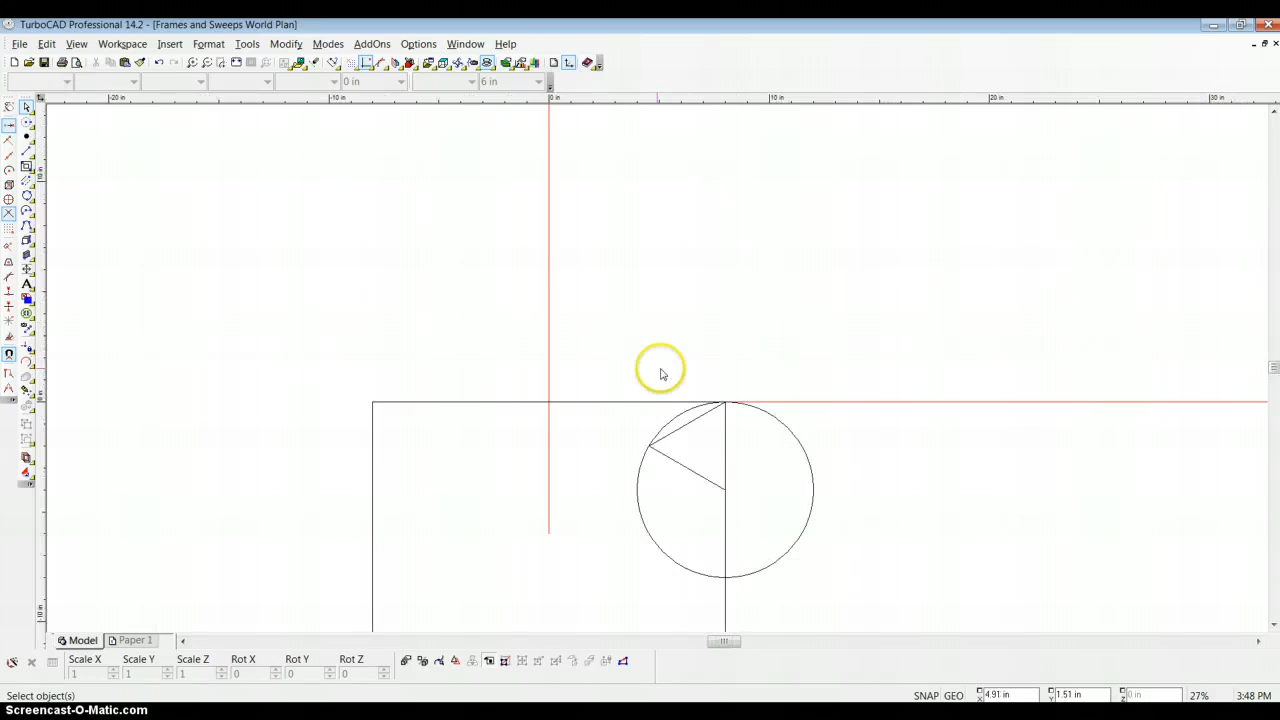 TurboCAD Professional 14.2 - [Frames and Sweeps World Plan]
File Edit View Workspace Insert Format Tools Modify Modes AddOns Options Window Help
0 in 6 in
-20 in -10 in 0 in 10 in 20 in 30 in
Model Paper 1
Scale X Scale Y Scale Z Rot X Rot Y Rot Z
1 1 1 0 0 0
Select object(s) SNAP GEO 4.91 in 1.51 in 0 in 27% 3:48 PM
Screencast-O-Matic.com